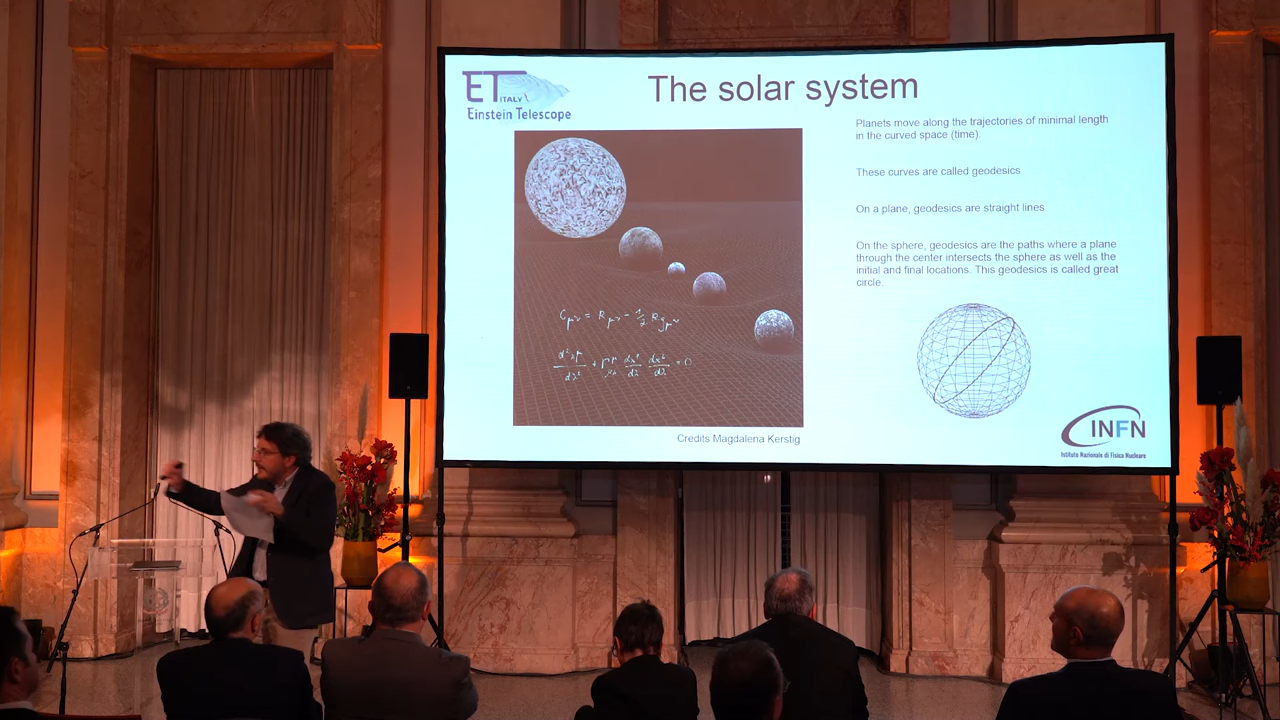 ET ITALY
Einstein Telescope
The solar system
Planets move along the trajectories of minimal length
in the curved space (time).
These curves are called geodesics
On a plane, geodesics are straight lines
On the sphere, geodesics are the paths where a plane
through the center intersects the sphere as well as the
initial and final locations. This geodesics is called great
circle.
Credits Magdalena Kerstig
INFN
Istituto Nazionale di Fisica Nucleare